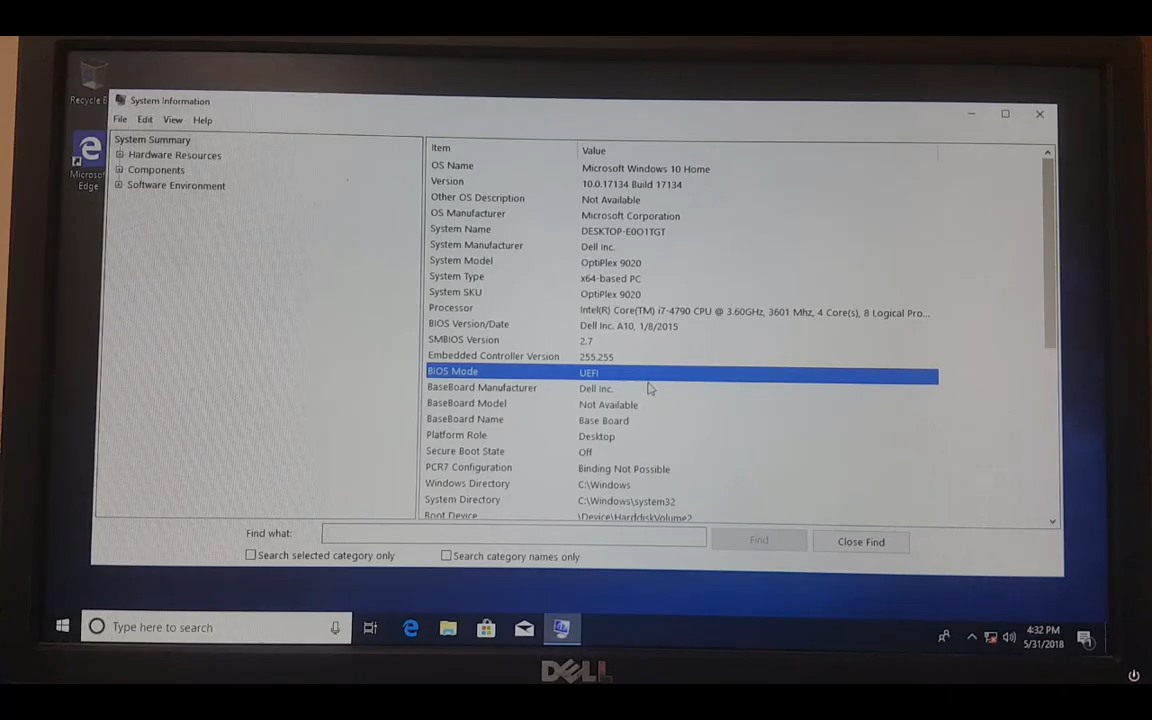 Recycle B
System Information
File Edit View Help
System Summary
Hardware Resources
Components
Software Environment
Microsof
Edge
Item Value
OS Name Microsoft Windows 10 Home
Version 10.0.17134 Build 17134
Other OS Description Not Available
OS Manufacturer Microsoft Corporation
System Name DESKTOP-E0O1TGT
System Manufacturer Dell Inc.
System Model OptiPlex 9020
System Type x64-based PC
System SKU OptiPlex 9020
Processor Intel(R) Core(TM) i7-4790 CPU @ 3.60GHz, 3601 Mhz, 4 Core(s), 8 Logical Pro...
BIOS Version/Date Dell Inc. A10, 1/8/2015
SMBIOS Version 2.7
Embedded Controller Version 255.255
BIOS Mode UEFI
BaseBoard Manufacturer Dell Inc.
BaseBoard Model Not Available
BaseBoard Name Base Board
Platform Role Desktop
Secure Boot State Off
PCR7 Configuration Binding Not Possible
Windows Directory C:\Windows
System Directory C:\Windows\system32
Boot Device \Device\HarddiskVolume2
Find what: Find Close Find
Search selected category only Search category names only
Type here to search
4:32 PM
5/31/2018
1
DELL